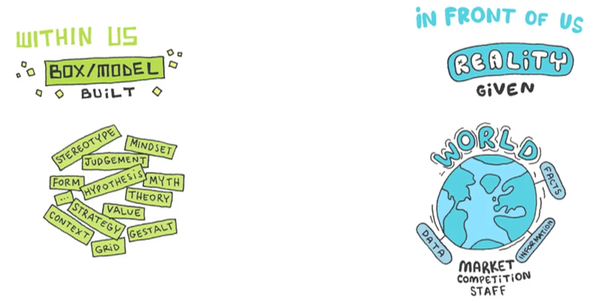 WITHIN US
BOX/MODEL
BUILT
STEREOTYPE
MINDSET
JUDGEMENT
FORM
HYPOTHESIS
MYTH
...
THEORY
STRATEGY
VALUE
CONTEXT
GESTALT
GRID
IN FRONT OF US
REALITY
GIVEN
WORLD
FACTS
DATA
INFORMATION
MARKET
COMPETITION
STAFF